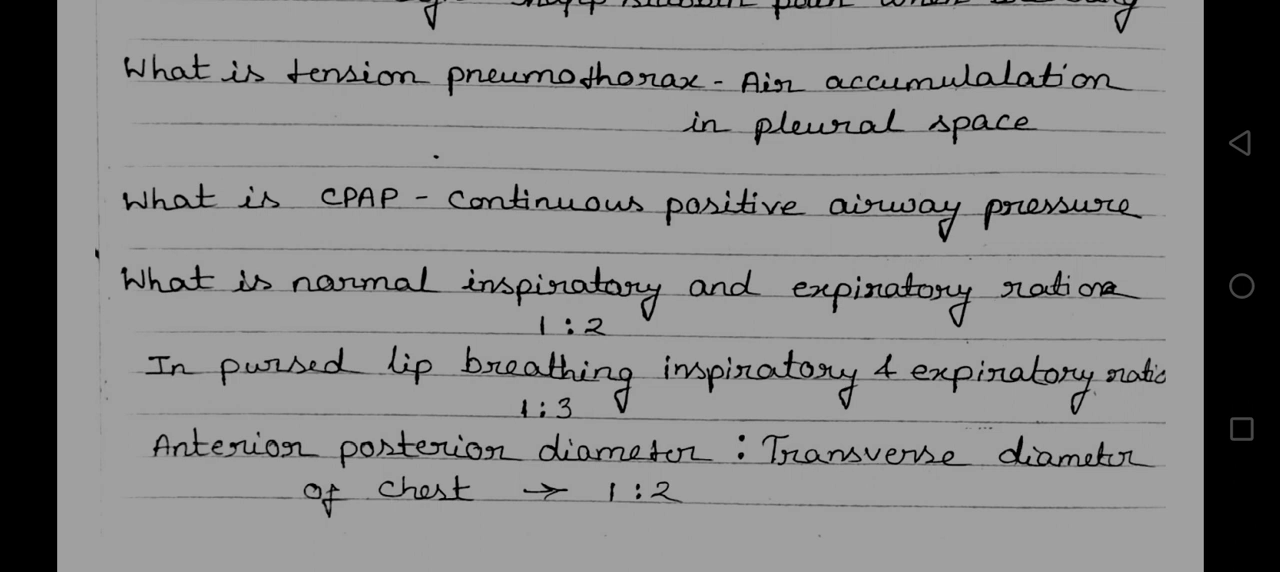 What is tension pneumothorax - Air accumulalation
in pleural space
What is CPAP - Continuous positive airway pressure
What is normal inspiratory and expiratory ration
1 : 2
In pursed lip breathing inspiratory & expiratory ratio
1 : 3
Anterior posterior diameter : Transverse diameter
of chest → 1 : 2